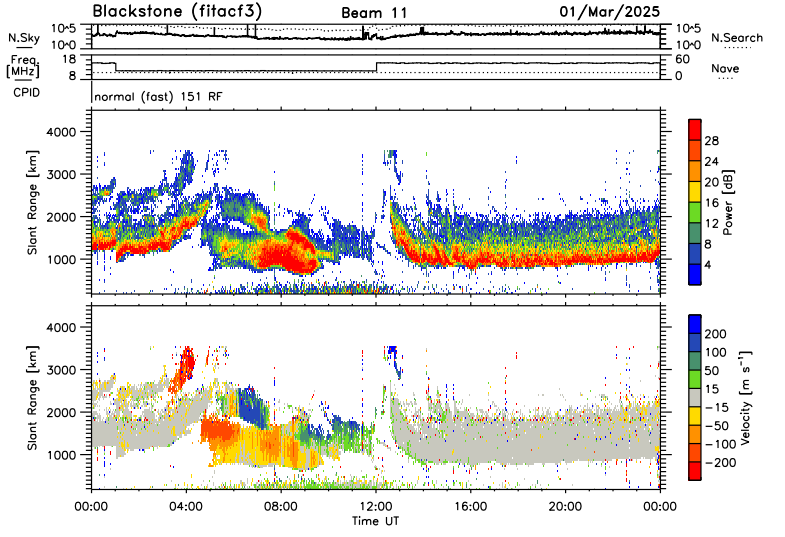 Blackstone (fitacf3) Beam 11 01/Mar/2025
N.Sky 10^5 10^0 10^5 10^0 N.Search
Freq. [MHz] 18 8 60 0 Nave
CPID normal (fast) 151 RF
Slant Range [km] 4000 3000 2000 1000
28 24 20 16 12 8 4 Power [dB]
Slant Range [km] 4000 3000 2000 1000
200 100 50 15 −15 −50 −100 −200 Velocity [m s⁻¹]
00:00 04:00 08:00 12:00 16:00 20:00 00:00
Time UT